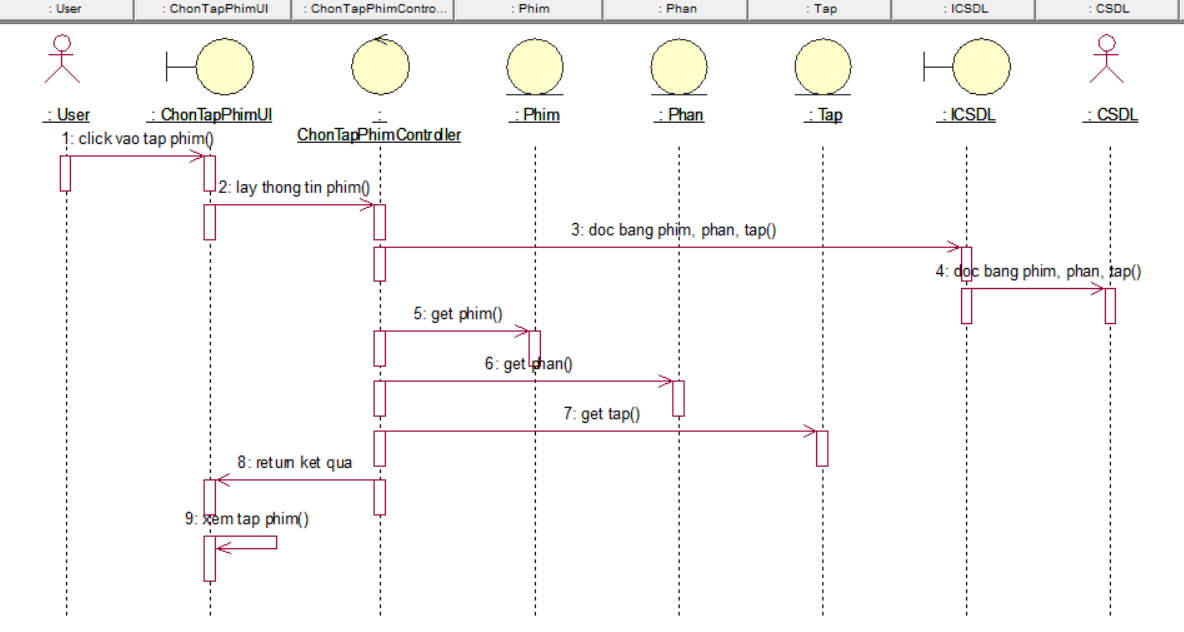 : User
: ChonTapPhimUI
: ChonTapPhimContro...
: Phim
: Phan
: Tap
: ICSDL
: CSDL
: User
: ChonTapPhimUI
:
ChonTapPhimController
: Phim
: Phan
: Tap
: ICSDL
: CSDL
1: click vao tap phim()
2: lay thong tin phim()
3: doc bang phim, phan, tap()
4: doc bang phim, phan, tap()
5: get phim()
6: get phan()
7: get tap()
8: return ket qua
9: xem tap phim()